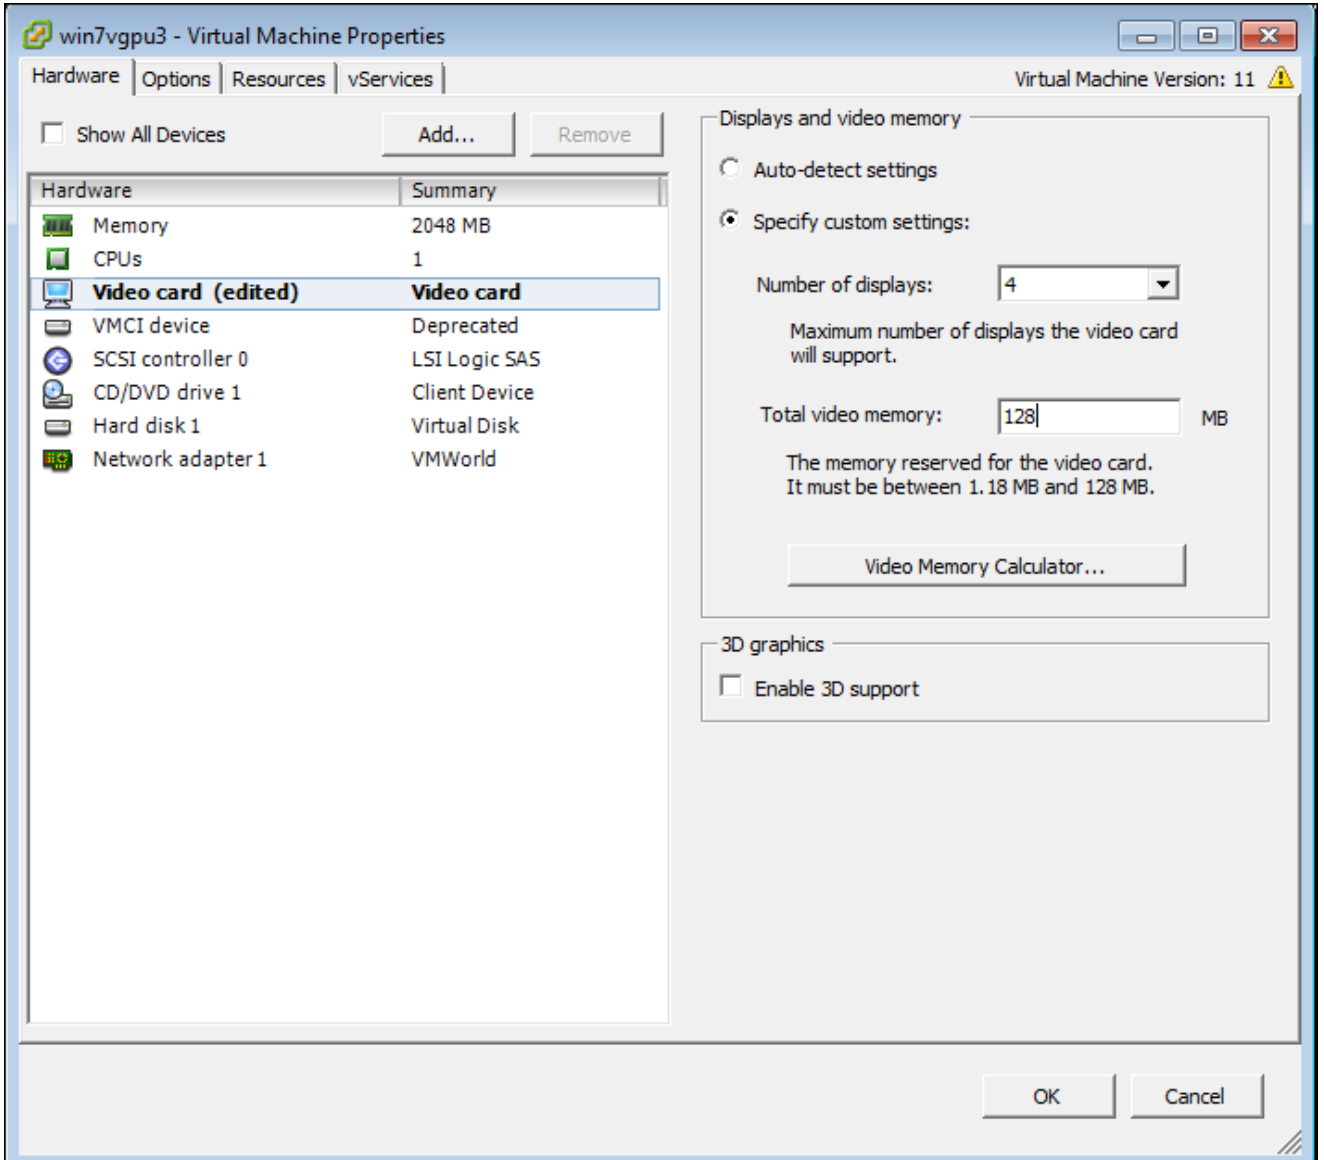 win7vgpu3 - Virtual Machine Properties
Hardware Options Resources vServices Virtual Machine Version: 11
Show All Devices Add... Remove
Hardware Summary
Memory 2048 MB
CPUs 1
Video card (edited) Video card
VMCI device Deprecated
SCSI controller 0 LSI Logic SAS
CD/DVD drive 1 Client Device
Hard disk 1 Virtual Disk
Network adapter 1 VMWorld
Displays and video memory
Auto-detect settings
Specify custom settings:
Number of displays: 4
Maximum number of displays the video card
will support.
Total video memory: 128 MB
The memory reserved for the video card.
It must be between 1.18 MB and 128 MB.
Video Memory Calculator...
3D graphics
Enable 3D support
OK Cancel